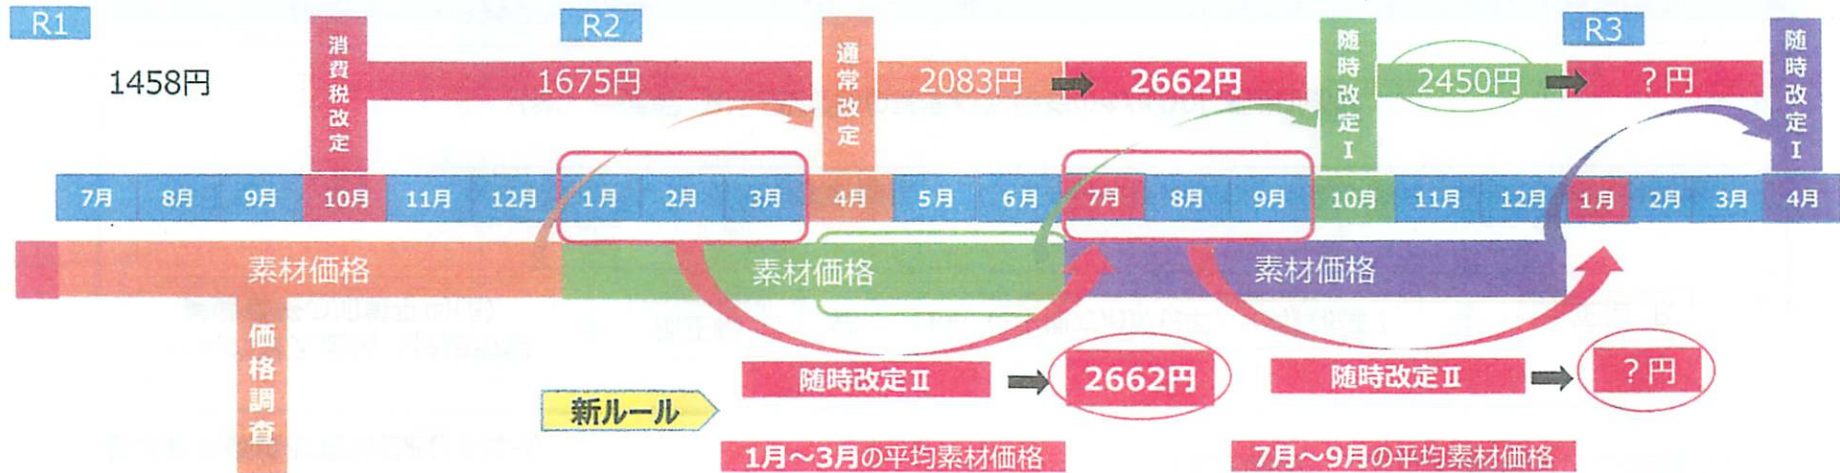 R1
R2
R3
1458円
消費税改定
1675円
通常改定
2083円
2662円
随時改定Ⅰ
2450円
？円
随時改定Ⅰ
7月 8月 9月 10月 11月 12月 1月 2月 3月 4月 5月 6月 7月 8月 9月 10月 11月 12月 1月 2月 3月 4月
素材価格
素材価格
素材価格
価格調査
随時改定Ⅱ
2662円
随時改定Ⅱ
？円
新ルール
1月～3月の平均素材価格
7月～9月の平均素材価格